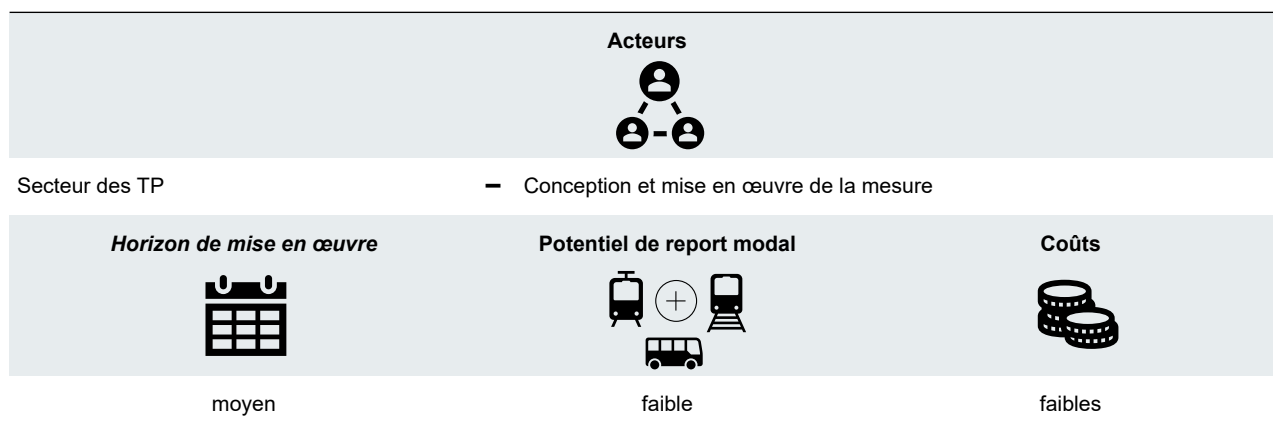 Acteurs
Secteur des TP – Conception et mise en œuvre de la mesure
Horizon de mise en œuvre Potentiel de report modal Coûts
moyen faible faibles